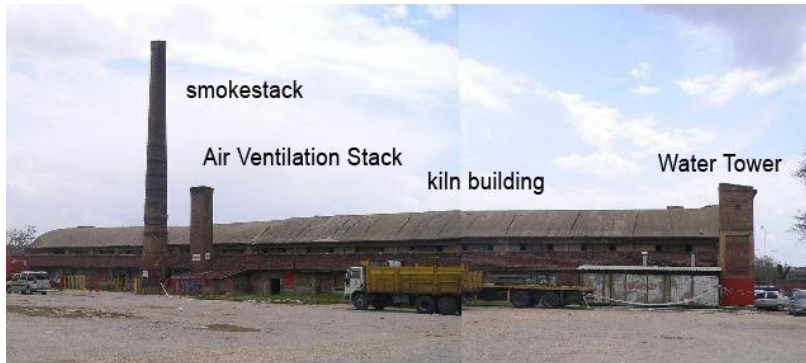 smokestack
Air Ventilation Stack
kiln building
Water Tower